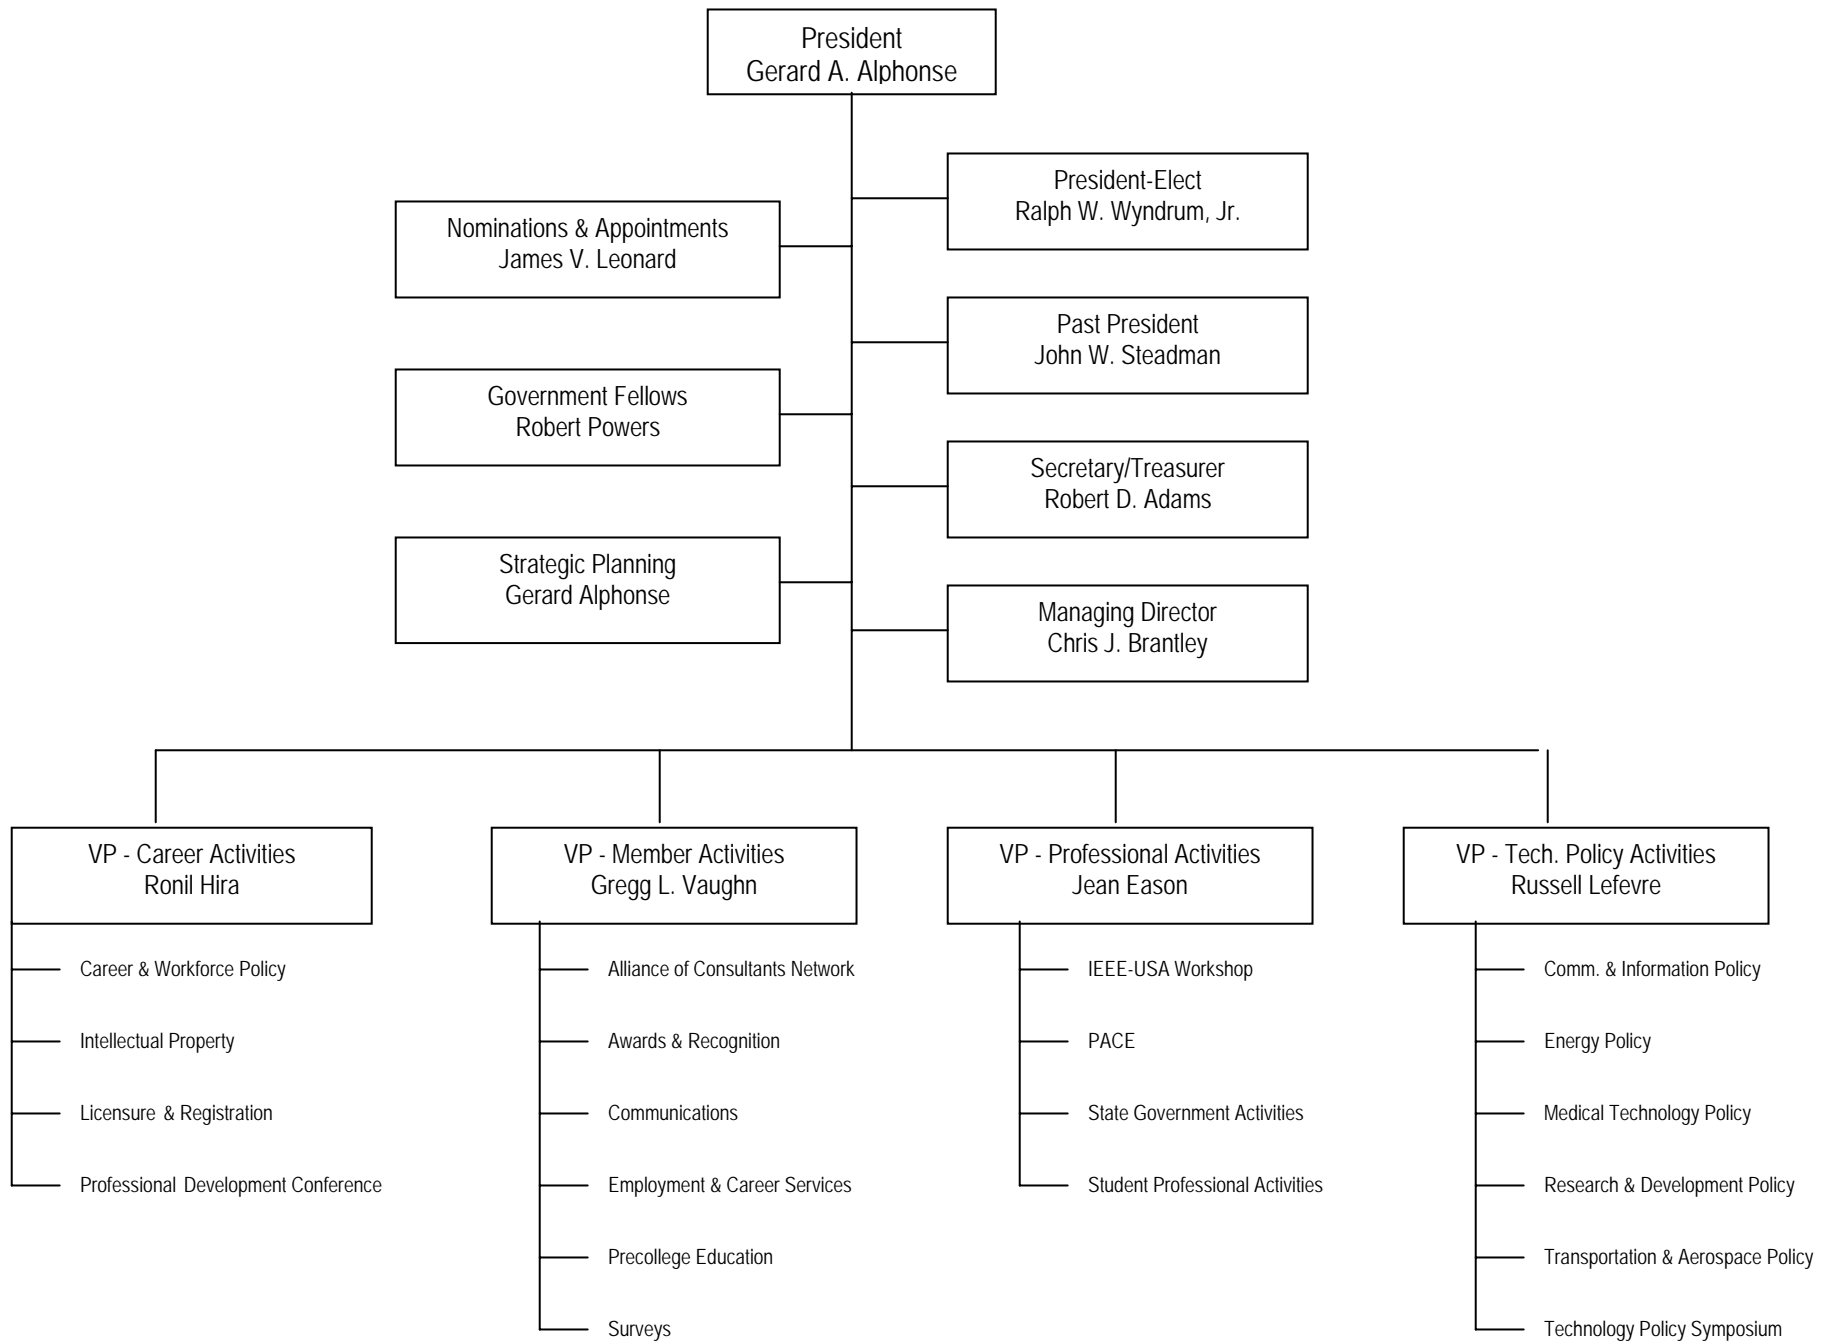 President
Gerard A. Alphonse
President-Elect
Ralph W. Wyndrum, Jr.
Nominations & Appointments
James V. Leonard
Past President
John W. Steadman
Government Fellows
Robert Powers
Secretary/Treasurer
Robert D. Adams
Strategic Planning
Gerard Alphonse
Managing Director
Chris J. Brantley
VP - Career Activities
Ronil Hira
Career & Workforce Policy
Intellectual Property
Licensure & Registration
Professional Development Conference
VP - Member Activities
Gregg L. Vaughn
Alliance of Consultants Network
Awards & Recognition
Communications
Employment & Career Services
Precollege Education
Surveys
VP - Professional Activities
Jean Eason
IEEE-USA Workshop
PACE
State Government Activities
Student Professional Activities
VP - Tech. Policy Activities
Russell Lefevre
Comm. & Information Policy
Energy Policy
Medical Technology Policy
Research & Development Policy
Transportation & Aerospace Policy
Technology Policy Symposium